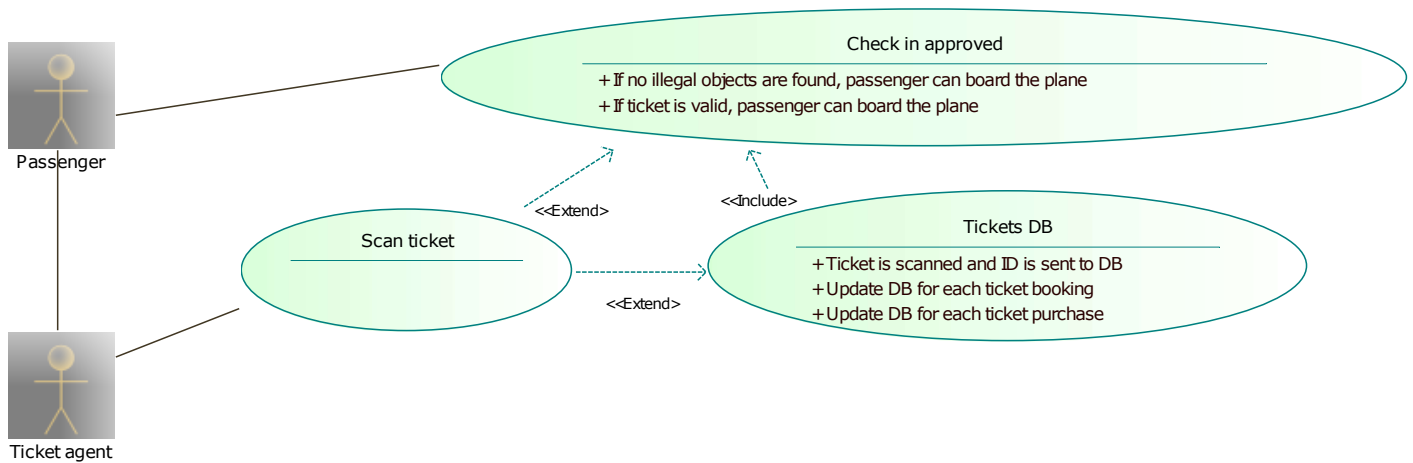 Check in approved
+ If no illegal objects are found, passenger can board the plane
+ If ticket is valid, passenger can board the plane
Passenger
<<Extend>
<<Include>
Scan ticket
Tickets DB
+ Ticket is scanned and ID is sent to DB
+ Update DB for each ticket booking
+ Update DB for each ticket purchase
<<Extend>
Ticket agent